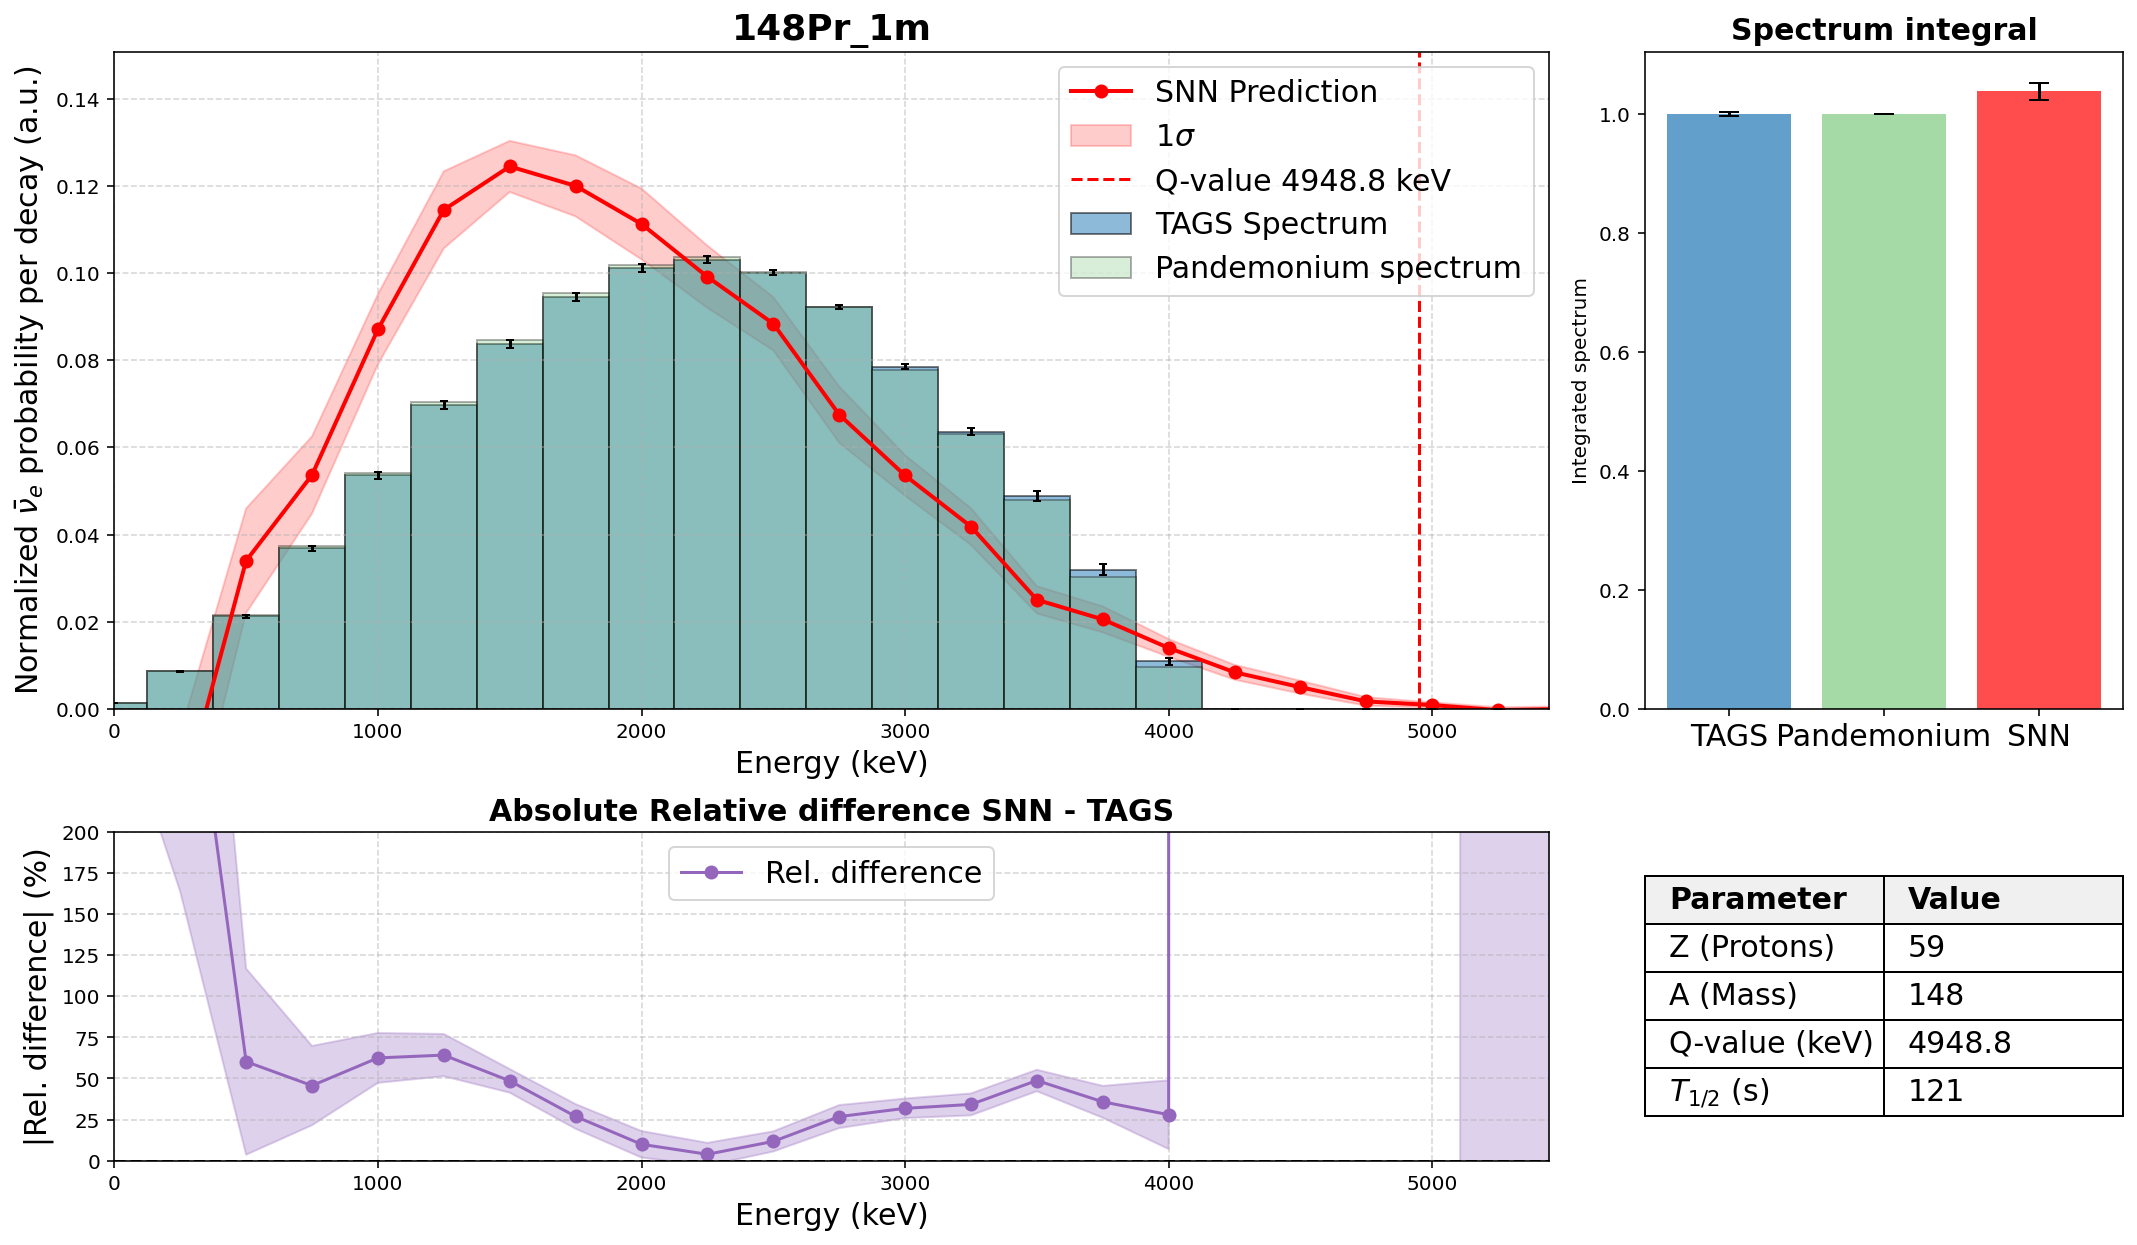 148Pr_1m
Normalized ν̄e probability per decay (a.u.)
0.14
0.12
0.10
0.08
0.06
0.04
0.02
0.00
SNN Prediction
1σ
Q-value 4948.8 keV
TAGS Spectrum
Pandemonium spectrum
0 1000 2000 3000 4000 5000
Energy (keV)
Spectrum integral
Integrated spectrum
1.0
0.8
0.6
0.4
0.2
0.0
TAGS Pandemonium SNN
Absolute Relative difference SNN - TAGS
|Rel. difference| (%)
200
175
150
125
100
75
50
25
0
Rel. difference
0 1000 2000 3000 4000 5000
Energy (keV)
Parameter Value
Z (Protons) 59
A (Mass) 148
Q-value (keV) 4948.8
T1/2 (s) 121